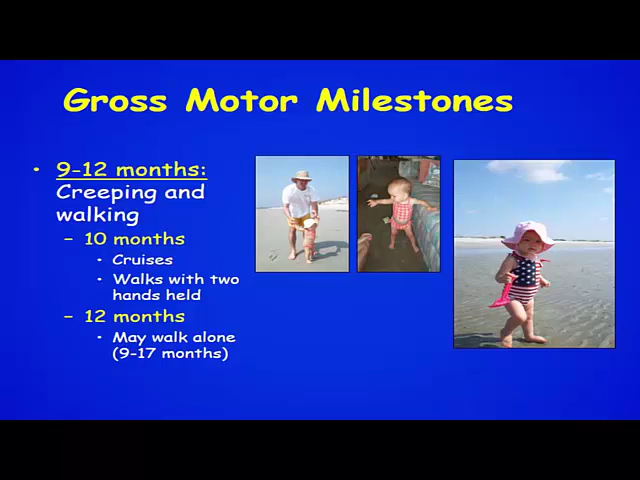 Gross Motor Milestones
• 9-12 months:
Creeping and
walking
– 10 months
• Cruises
• Walks with two
hands held
– 12 months
• May walk alone
(9-17 months)